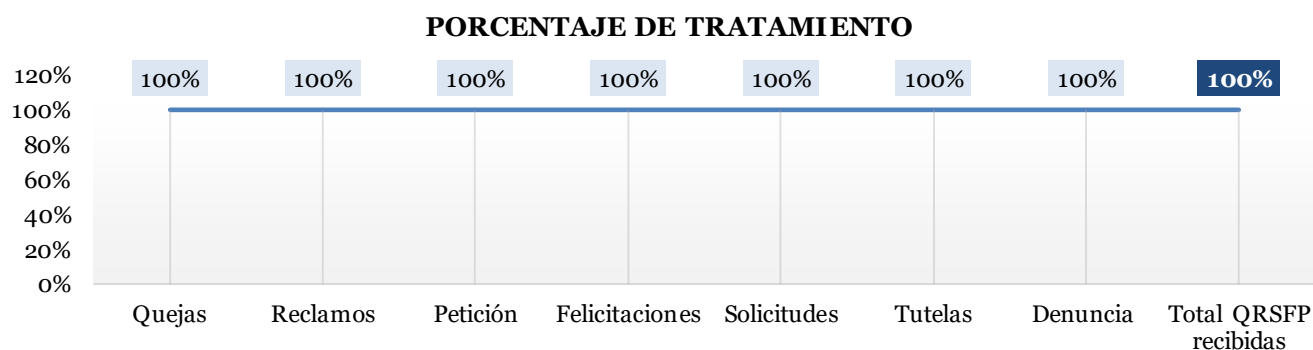 PORCENTAJE DE TRATAMIENTO
120%
100% 100% 100% 100% 100% 100% 100% 100%
100%
80%
60%
40%
20%
0%
Quejas Reclamos Petición Felicitaciones Solicitudes Tutelas Denuncia Total QRSFP
recibidas